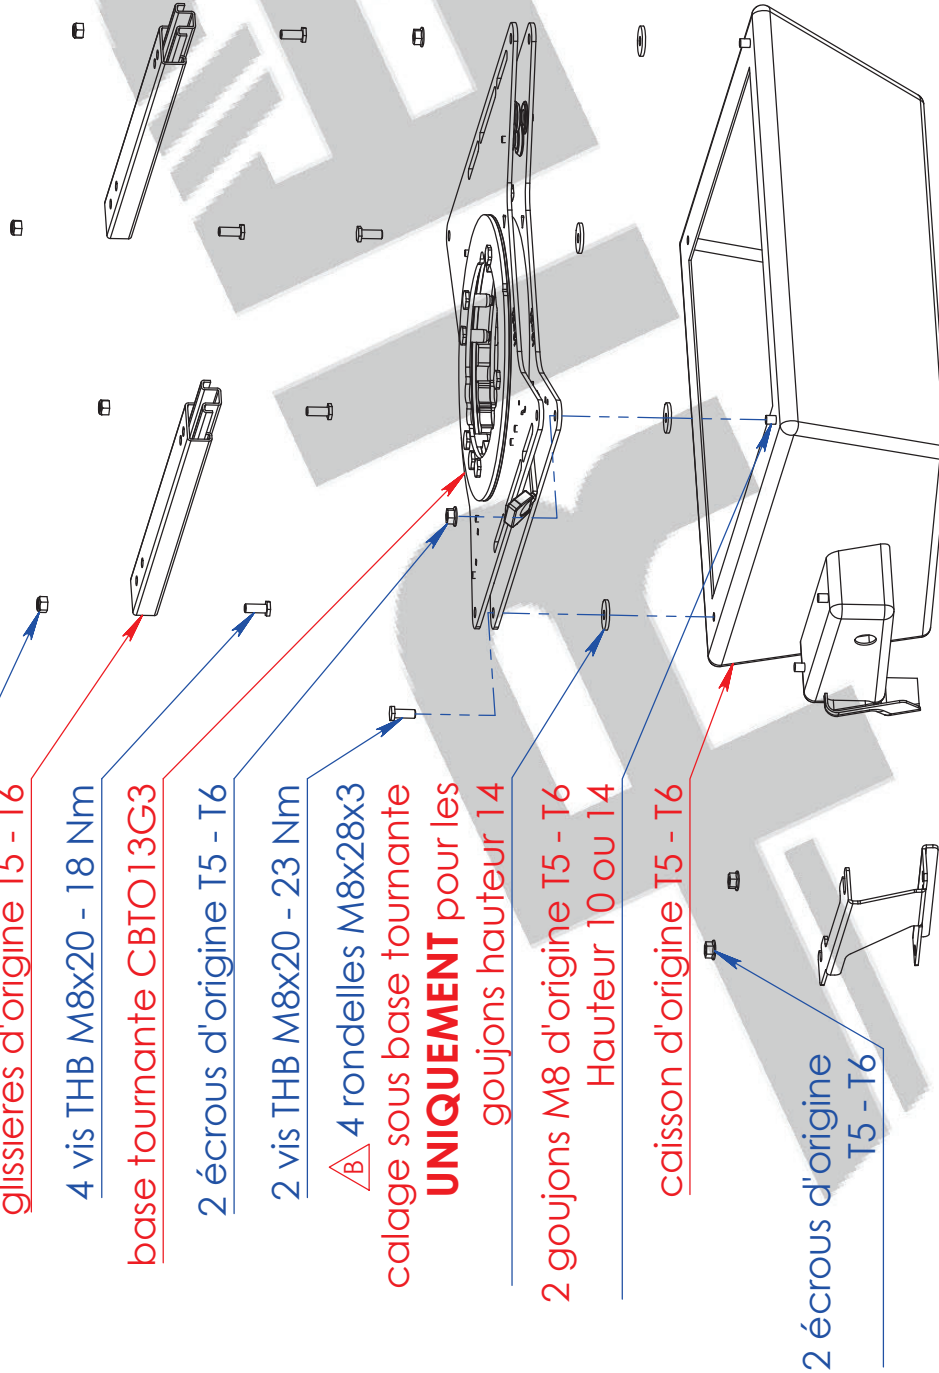 glissières d'origine T5 - T6
4 vis THB M8x20 - 18 Nm
base tournante CBTO13G3
2 écrous d'origine T5 - T6
2 vis THB M8x20 - 23 Nm
B 4 rondelles M8x28x3
calage sous base tournante
UNIQUEMENT pour les
goujons hauteur 14
2 goujons M8 d'origine T5 - T6
Hauteur 10 ou 14
caisson d'origine T5 - T6
2 écrous d'origine
T5 - T6